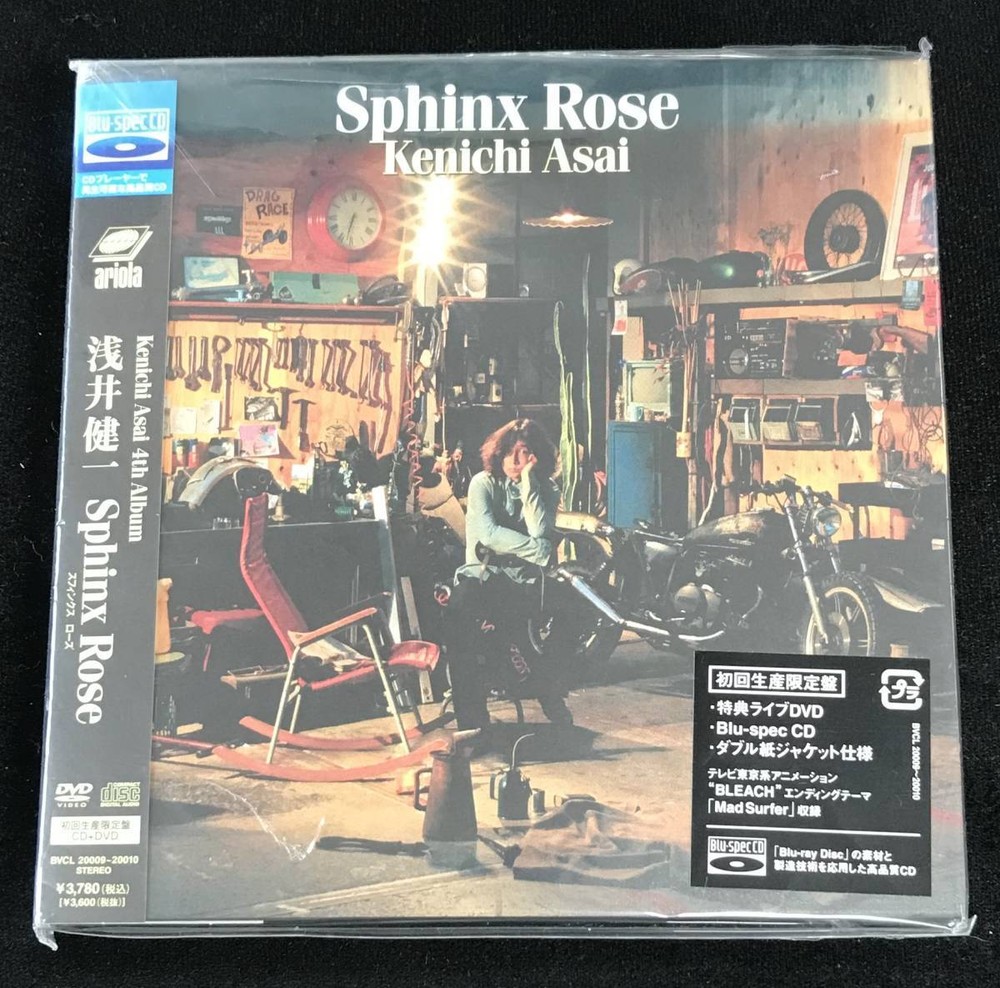 Sphinx Rose
Kenichi Asai
Blu-specCD
CDプレーヤーで
再生可能な高品質CD
DRAG
RACE
ariola
Kenichi Asai 4th Album
浅井健一 Sphinx Rose
スフィンクス ローズ
DVD
VIDEO
COMPACT
disc
DIGITAL AUDIO
初回生産限定盤
CD+DVD
BVCL 20009~20010
STEREO
¥3,780(税込)
[¥3,600(税抜)]
初回生産限定盤
プラ
・特典ライブDVD
・Blu-spec CD
・ダブル紙ジャケット仕様
BVCL 20009~20010
テレビ東京系アニメーション
"BLEACH"エンディングテーマ
「Mad Surfer」収録
Blu-specCD
「Blu-ray Disc」の素材と
製造技術を応用した高品質CD